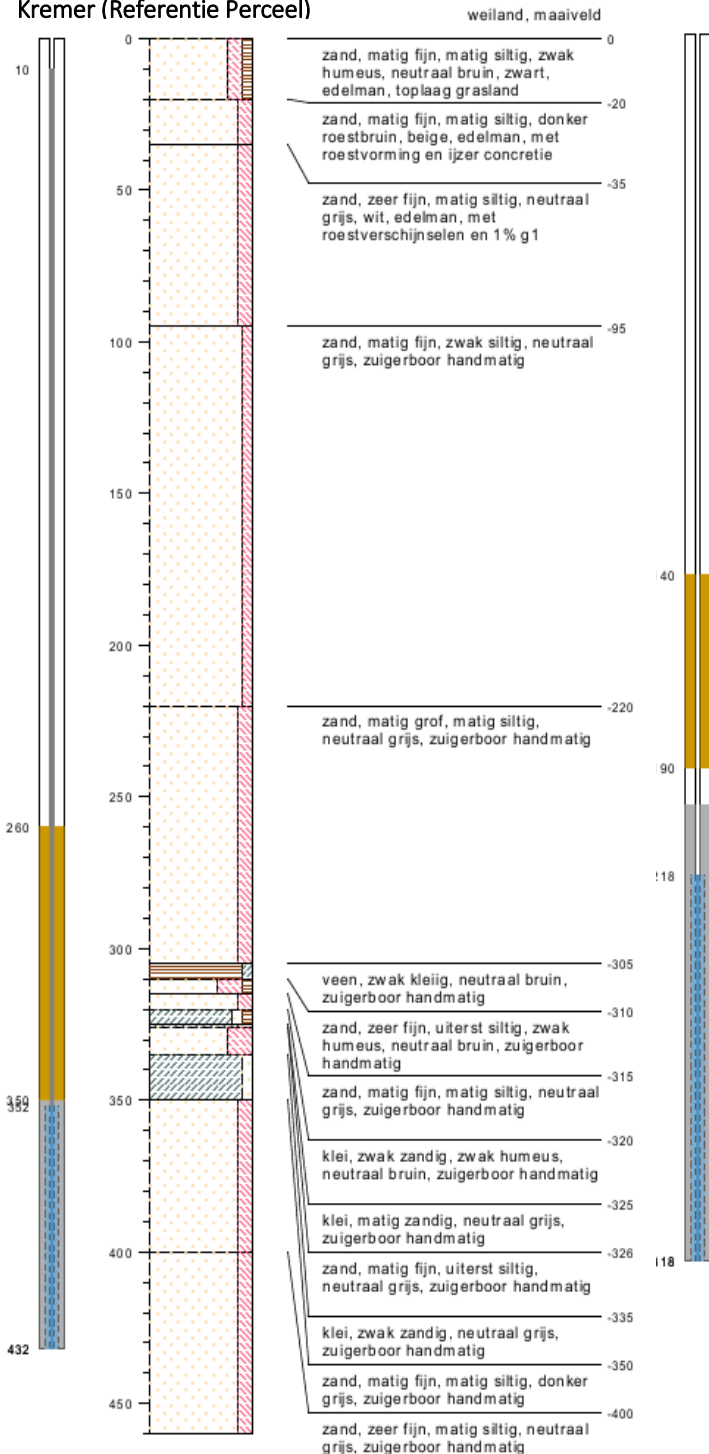 Kremer (Referentie Perceel)
weiland, maaiveld
10
260
350
352
432
0
50
100
150
200
250
300
350
400
450
0
zand, matig fijn, matig siltig, zwak
humeus, neutraal bruin, zwart,
edelman, toplaag grasland
-20
zand, matig fijn, matig siltig, donker
roestbruin, beige, edelman, met
roestvorming en ijzer concretie
-35
zand, zeer fijn, matig siltig, neutraal
grijs, wit, edelman, met
roestverschijnselen en 1% g1
-95
zand, matig fijn, zwak siltig, neutraal
grijs, zuigerboor handmatig
-220
zand, matig grof, matig siltig,
neutraal grijs, zuigerboor handmatig
-305
veen, zwak kleiig, neutraal bruin,
zuigerboor handmatig
-310
zand, zeer fijn, uiterst siltig, zwak
humeus, neutraal bruin, zuigerboor
handmatig
-315
zand, matig fijn, matig siltig, neutraal
grijs, zuigerboor handmatig
-320
klei, zwak zandig, zwak humeus,
neutraal bruin, zuigerboor handmatig
-325
klei, matig zandig, neutraal grijs,
zuigerboor handmatig
-326
zand, matig fijn, uiterst siltig,
neutraal grijs, zuigerboor handmatig
-335
klei, zwak zandig, neutraal grijs,
zuigerboor handmatig
-350
zand, matig fijn, matig siltig, donker
grijs, zuigerboor handmatig
-400
zand, zeer fijn, matig siltig, neutraal
grijs, zuigerboor handmatig
40
90
18
18